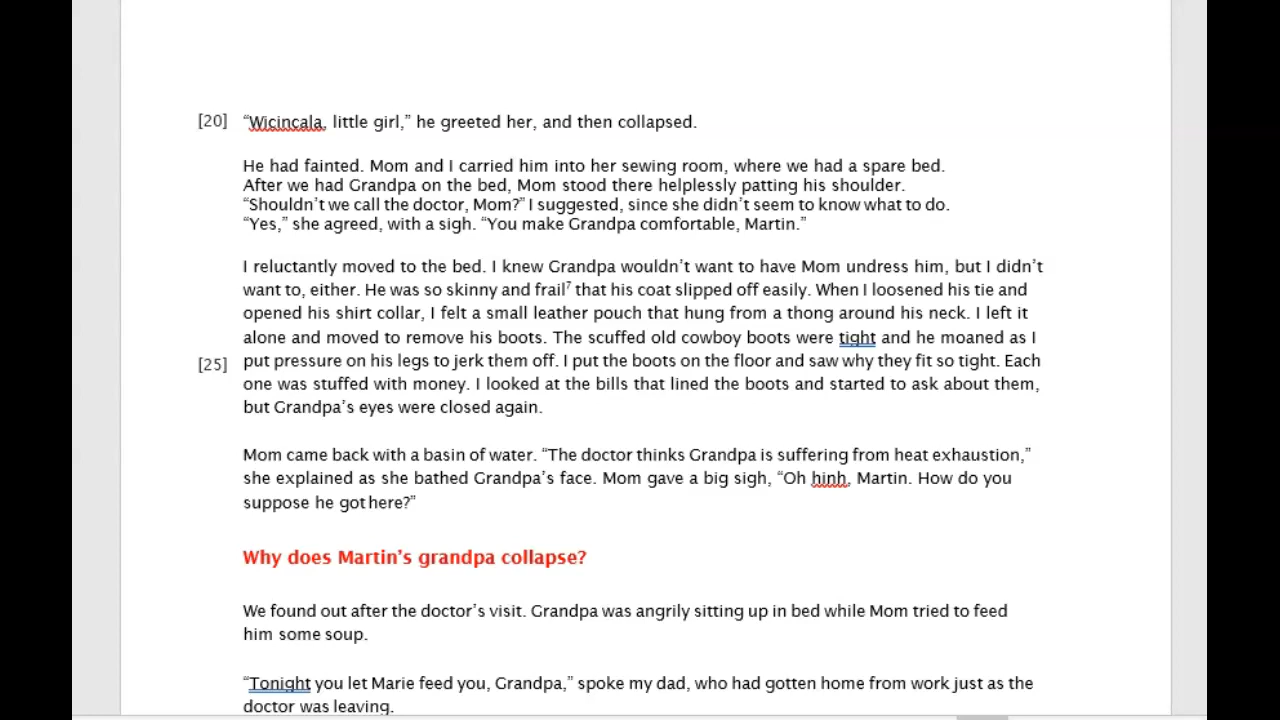 [20] “Wicincala, little girl,” he greeted her, and then collapsed.
He had fainted. Mom and I carried him into her sewing room, where we had a spare bed.
After we had Grandpa on the bed, Mom stood there helplessly patting his shoulder.
“Shouldn’t we call the doctor, Mom?” I suggested, since she didn’t seem to know what to do.
“Yes,” she agreed, with a sigh. “You make Grandpa comfortable, Martin.”
I reluctantly moved to the bed. I knew Grandpa wouldn’t want to have Mom undress him, but I didn’t
want to, either. He was so skinny and frail⁷ that his coat slipped off easily. When I loosened his tie and
opened his shirt collar, I felt a small leather pouch that hung from a thong around his neck. I left it
alone and moved to remove his boots. The scuffed old cowboy boots were tight and he moaned as I
[25] put pressure on his legs to jerk them off. I put the boots on the floor and saw why they fit so tight. Each
one was stuffed with money. I looked at the bills that lined the boots and started to ask about them,
but Grandpa’s eyes were closed again.
Mom came back with a basin of water. “The doctor thinks Grandpa is suffering from heat exhaustion,”
she explained as she bathed Grandpa’s face. Mom gave a big sigh, “Oh hinh, Martin. How do you
suppose he got here?”
Why does Martin’s grandpa collapse?
We found out after the doctor’s visit. Grandpa was angrily sitting up in bed while Mom tried to feed
him some soup.
“Tonight you let Marie feed you, Grandpa,” spoke my dad, who had gotten home from work just as the
doctor was leaving.